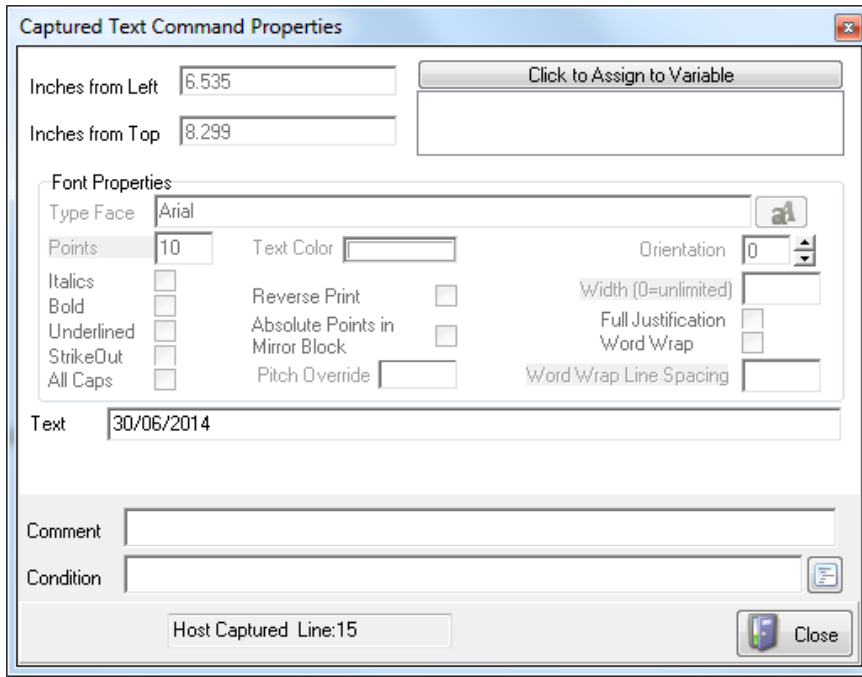 Captured Text Command Properties
Inches from Left 6.535
Click to Assign to Variable
Inches from Top 8.299
Font Properties
Type Face Arial
Points 10 Text Color Orientation 0
Italics
Bold
Underlined
StrikeOut
All Caps
Reverse Print
Absolute Points in
Mirror Block
Pitch Override
Width (0=unlimited)
Full Justification
Word Wrap
Word Wrap Line Spacing
Text 30/06/2014
Comment
Condition
Host Captured Line:15
Close